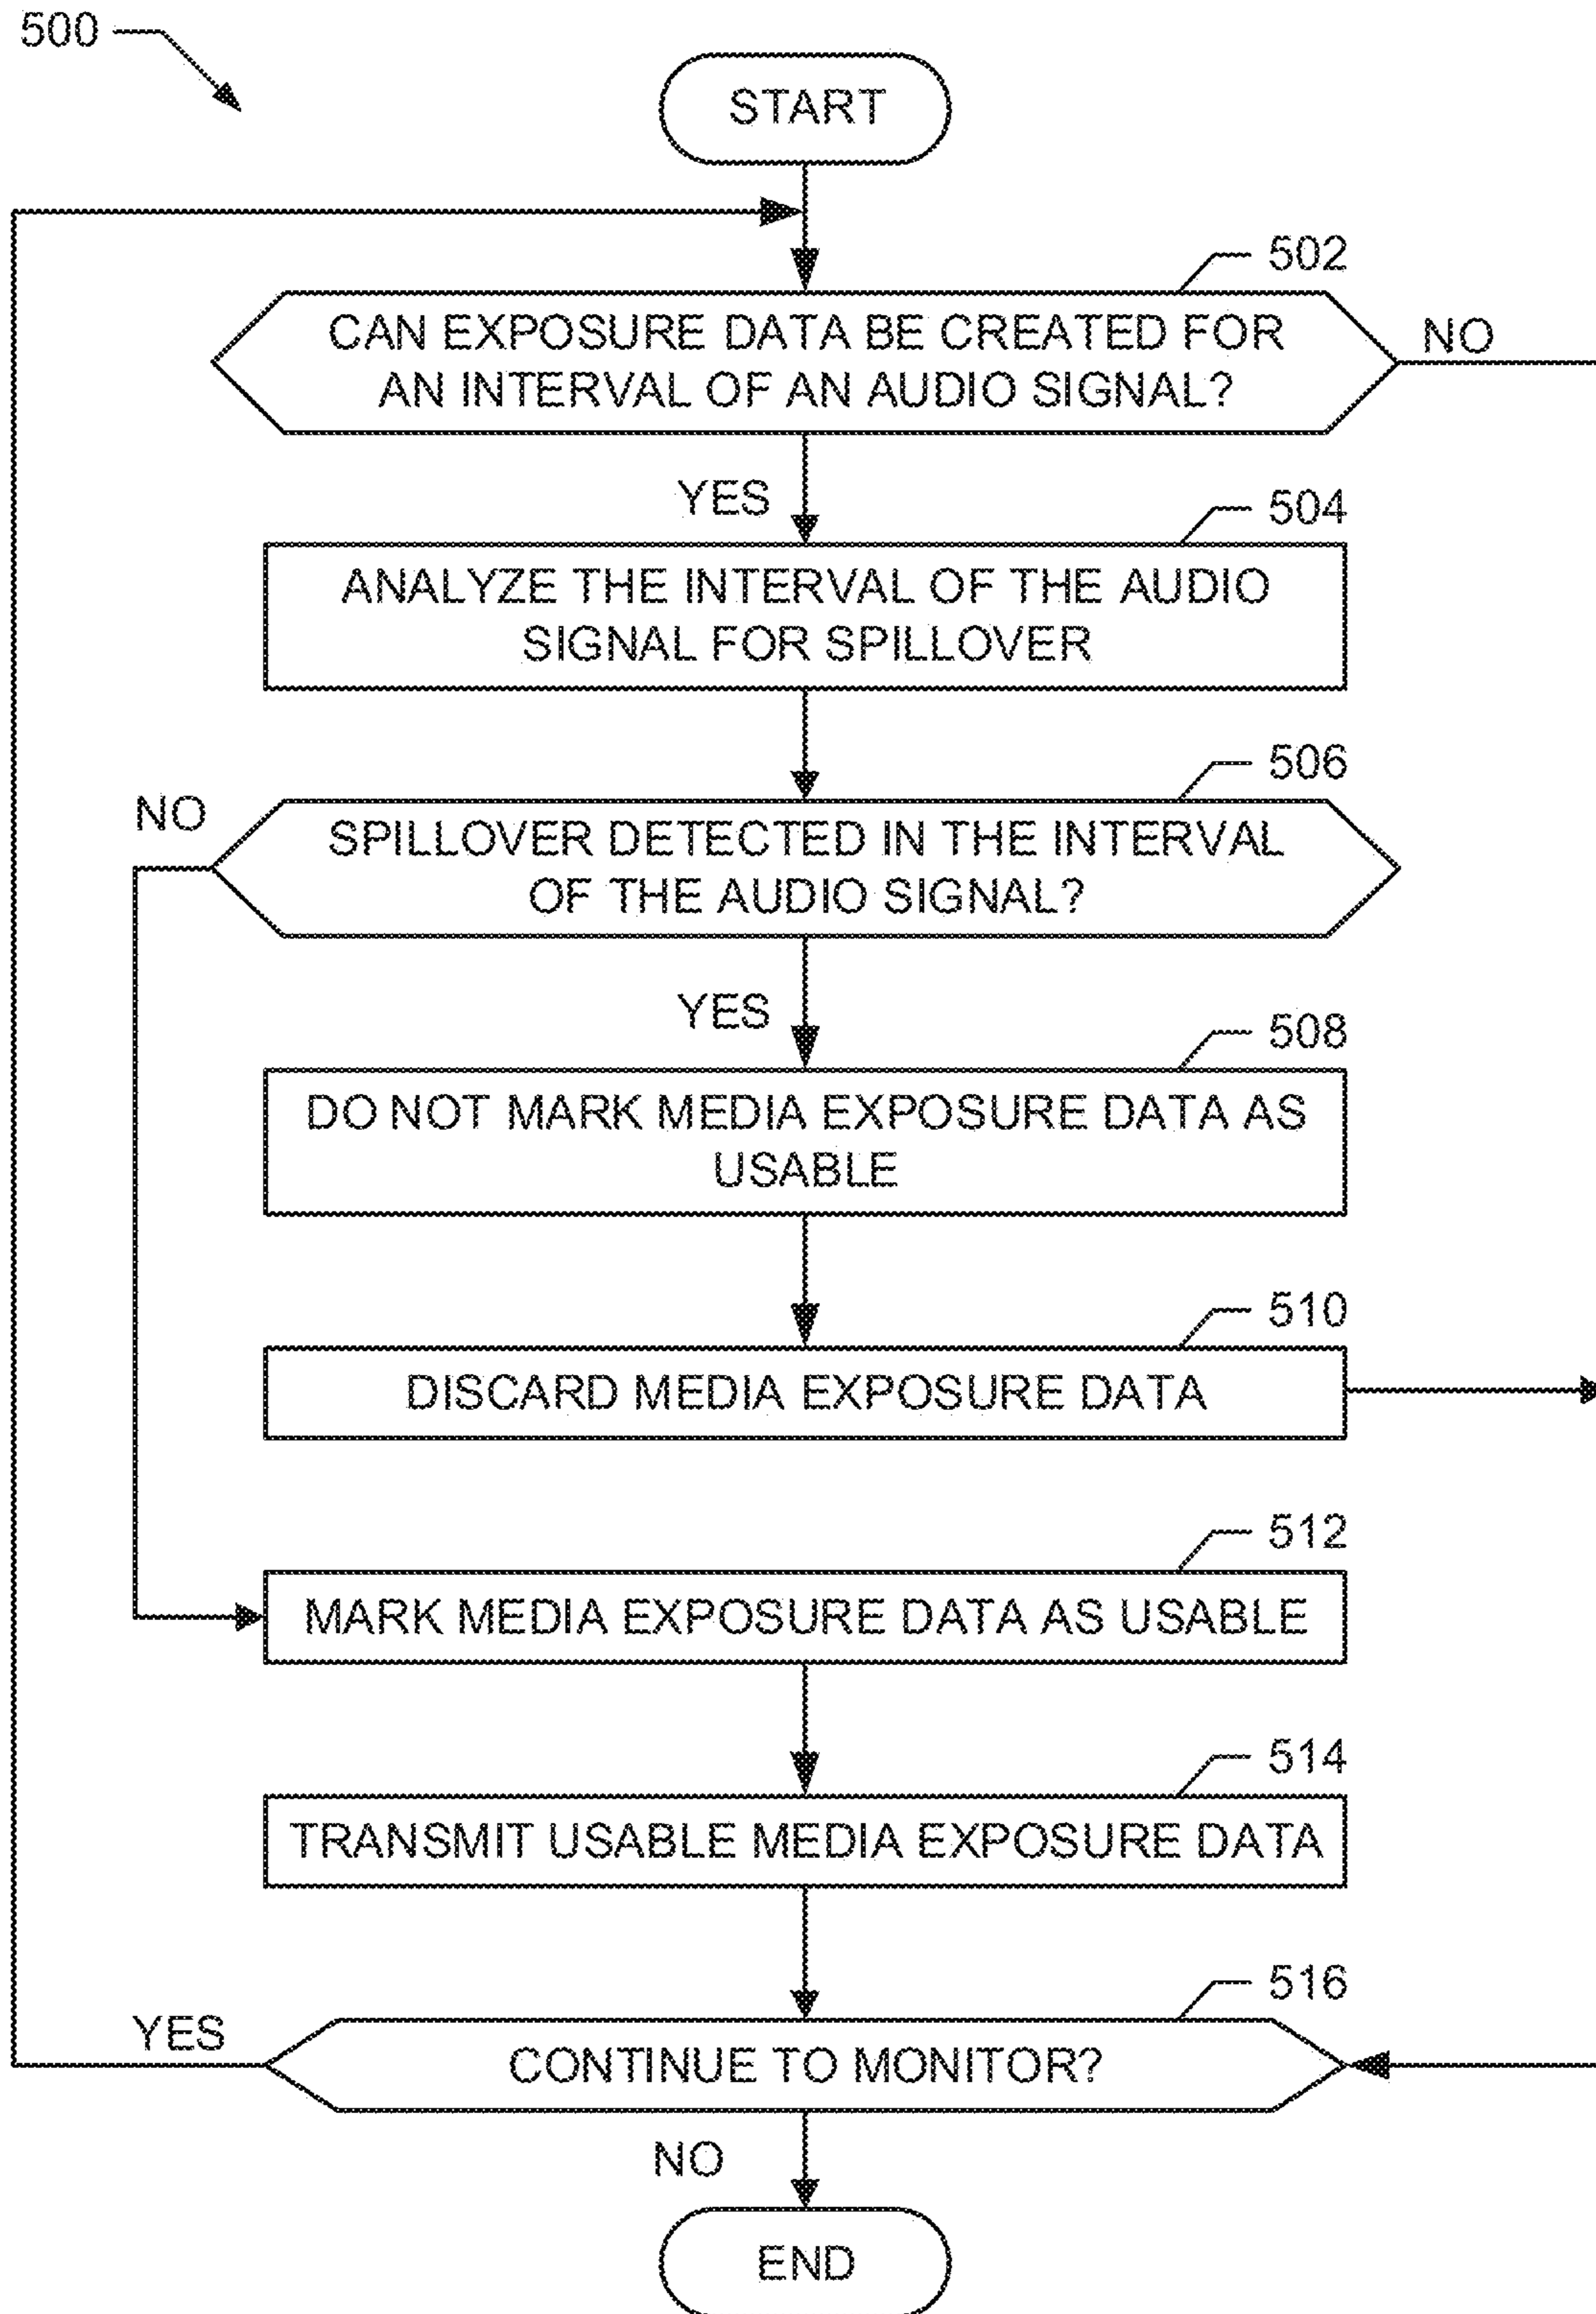 500
START
502
CAN EXPOSURE DATA BE CREATED FOR
AN INTERVAL OF AN AUDIO SIGNAL?
NO
YES
504
ANALYZE THE INTERVAL OF THE AUDIO
SIGNAL FOR SPILLOVER
506
NO
SPILLOVER DETECTED IN THE INTERVAL
OF THE AUDIO SIGNAL?
YES
508
DO NOT MARK MEDIA EXPOSURE DATA AS
USABLE
510
DISCARD MEDIA EXPOSURE DATA
512
MARK MEDIA EXPOSURE DATA AS USABLE
514
TRANSMIT USABLE MEDIA EXPOSURE DATA
516
YES
CONTINUE TO MONITOR?
NO
END